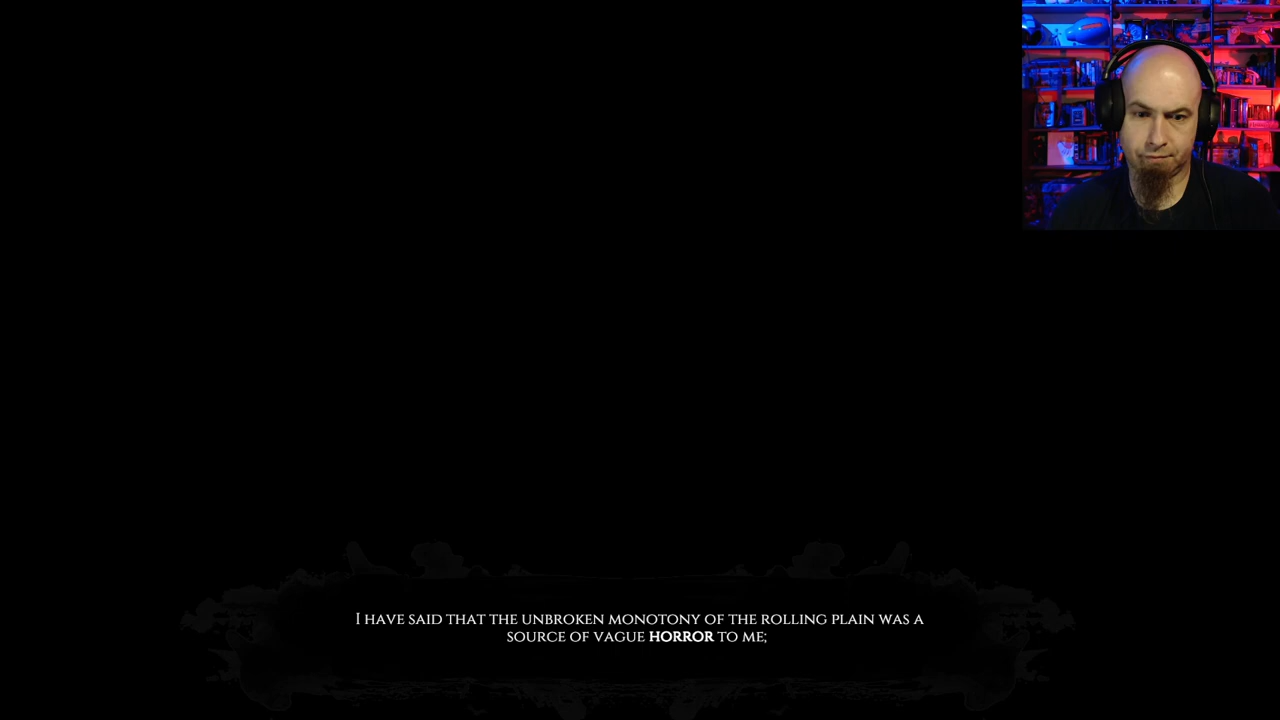 I HAVE SAID THAT THE UNBROKEN MONOTONY OF THE ROLLING PLAIN WAS A
SOURCE OF VAGUE HORROR TO ME;